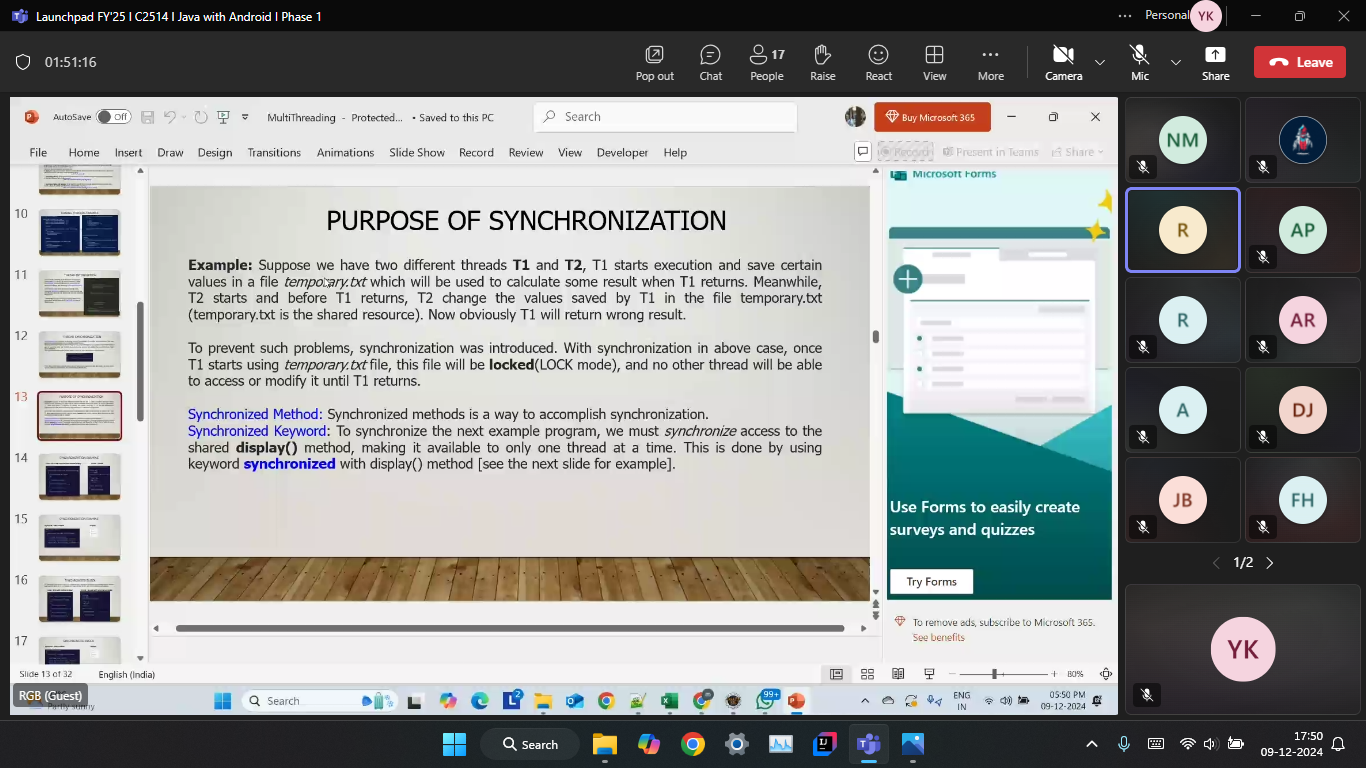 Launchpad FY'25 | C2514 | Java with Android | Phase 1
Personal YK
01:51:16
Pop out Chat 17 People Raise React View More Camera Mic Share Leave
AutoSave Off MultiThreading - Protected... • Saved to this PC Search Buy Microsoft 365
File Home Insert Draw Design Transitions Animations Slide Show Record Review View Developer Help Record Present in Teams Share
10
11
12
13
14
15
16
17
PURPOSE OF SYNCHRONIZATION
Example: Suppose we have two different threads T1 and T2, T1 starts execution and save certain
values in a file temporary.txt which will be used to calculate some result when T1 returns. Meanwhile,
T2 starts and before T1 returns, T2 change the values saved by T1 in the file temporary.txt
(temporary.txt is the shared resource). Now obviously T1 will return wrong result.
To prevent such problems, synchronization was introduced. With synchronization in above case, once
T1 starts using temporary.txt file, this file will be locked(LOCK mode), and no other thread will be able
to access or modify it until T1 returns.
Synchronized Method: Synchronized methods is a way to accomplish synchronization.
Synchronized Keyword: To synchronize the next example program, we must synchronize access to the
shared display() method, making it available to only one thread at a time. This is done by using
keyword synchronized with display() method [see the next slide for example].
Microsoft Forms
Use Forms to easily create
surveys and quizzes
Try Forms
To remove ads, subscribe to Microsoft 365.
See benefits
Slide 13 of 32 English (India) 80%
RGB (Guest)
Partly sunny
Search
2
99+
ENG
IN
05:50 PM
09-12-2024
NM
R AP
R AR
A DJ
JB FH
1/2
YK
Search
17:50
09-12-2024